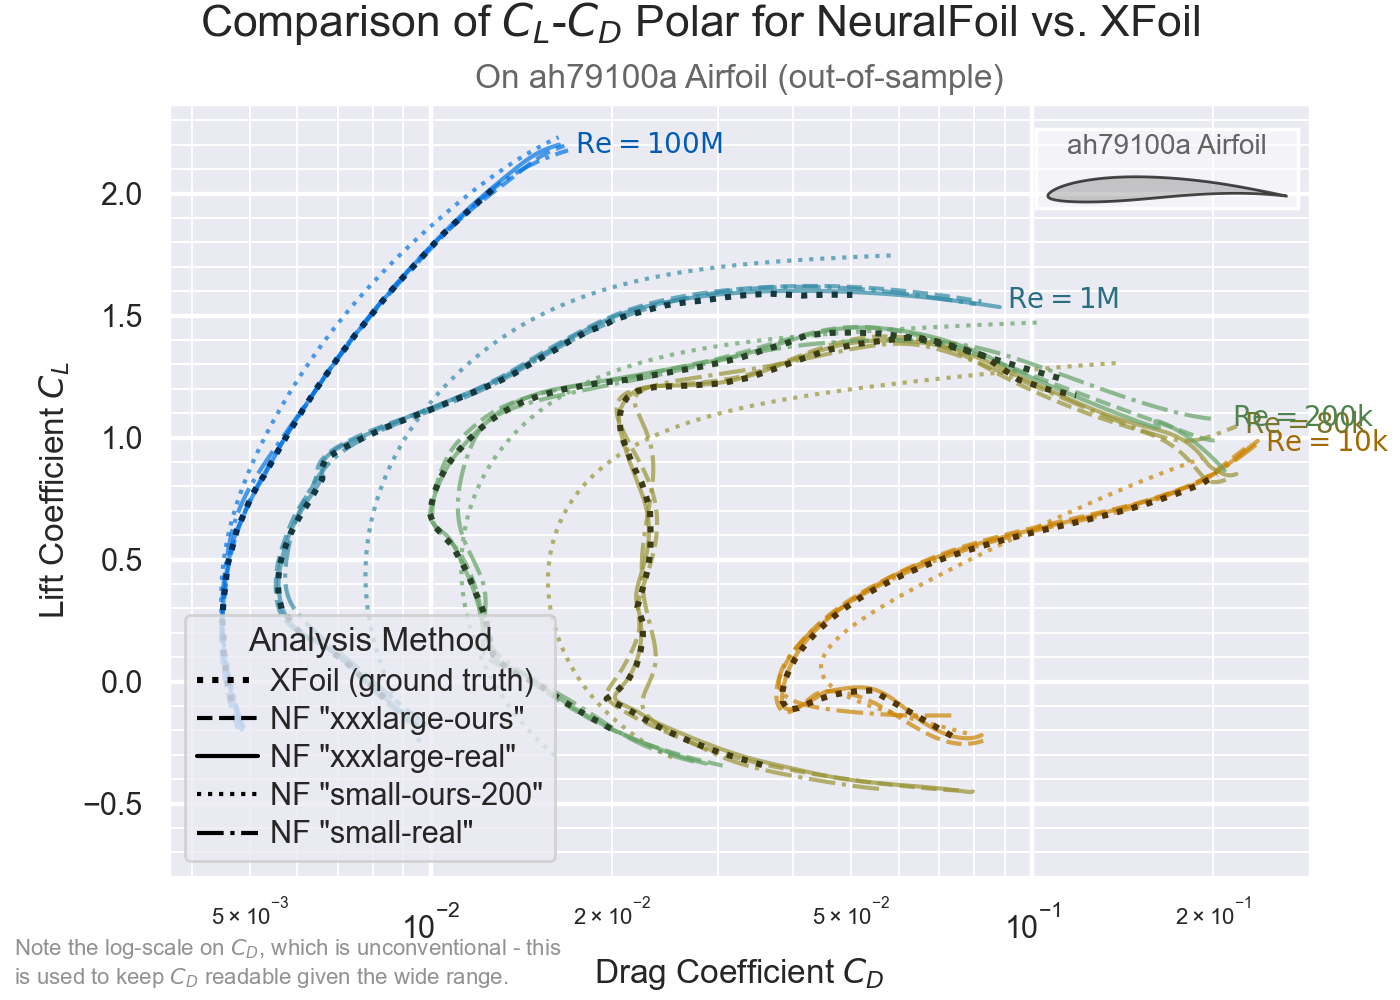 Comparison of C_L-C_D Polar for NeuralFoil vs. XFoil
On ah79100a Airfoil (out-of-sample)
Re = 100M
ah79100a Airfoil
2.0
Re = 1M
1.5
Re = 200k
Re = 80k
1.0
Re = 10k
Lift Coefficient C_L
0.5
0.0
−0.5
Analysis Method
XFoil (ground truth)
NF "xxxlarge-ours"
NF "xxxlarge-real"
NF "small-ours-200"
NF "small-real"
5 × 10⁻³
10⁻²
2 × 10⁻²
5 × 10⁻²
10⁻¹
2 × 10⁻¹
Note the log-scale on C_D, which is unconventional - this
is used to keep C_D readable given the wide range.
Drag Coefficient C_D